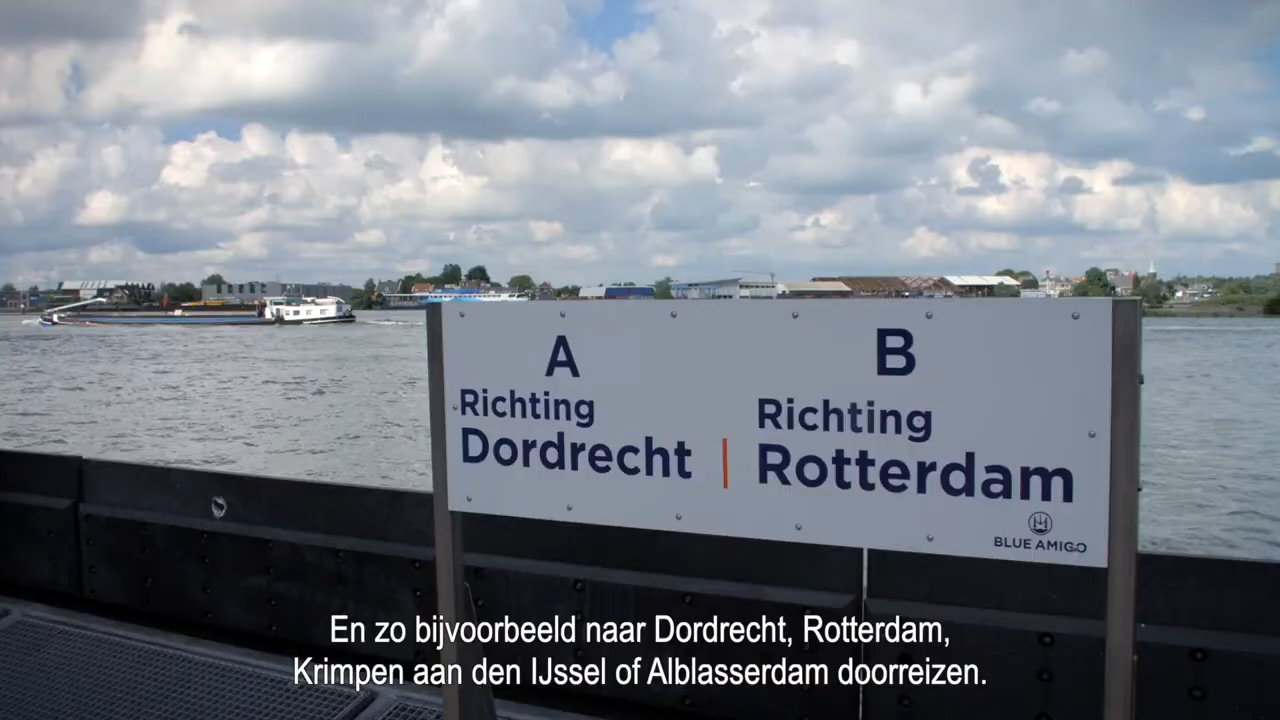 A
Richting
Dordrecht
B
Richting
Rotterdam
BLUE AMIGO
En zo bijvoorbeeld naar Dordrecht, Rotterdam,
Krimpen aan den IJssel of Alblasserdam doorreizen.